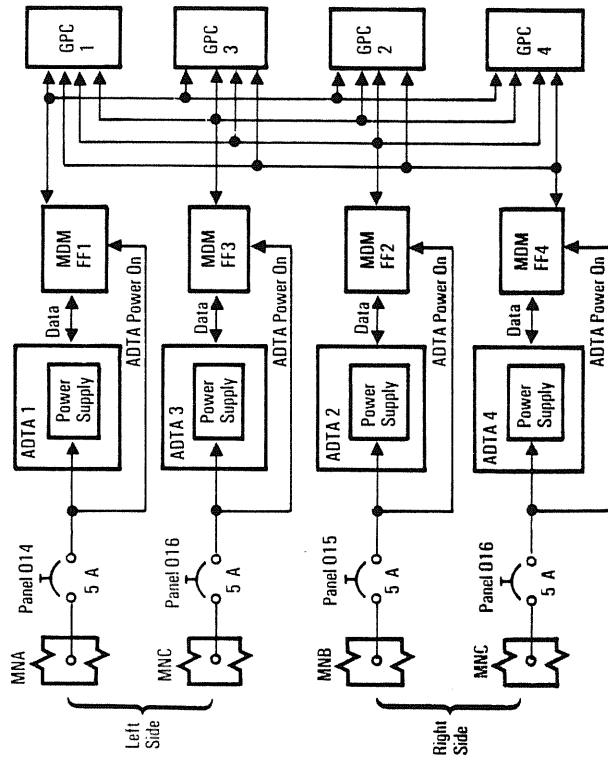 Left
Side
MNA
Panel O14
5 A
ADTA 1
Power
Supply
Data
MDM
FF1
ADTA Power On
GPC
1
MNC
Panel O16
5 A
ADTA 3
Power
Supply
Data
MDM
FF3
ADTA Power On
GPC
3
Right
Side
MNB
Panel O15
5 A
ADTA 2
Power
Supply
Data
MDM
FF2
ADTA Power On
GPC
2
MNC
Panel O16
5 A
ADTA 4
Power
Supply
Data
MDM
FF4
ADTA Power On
GPC
4